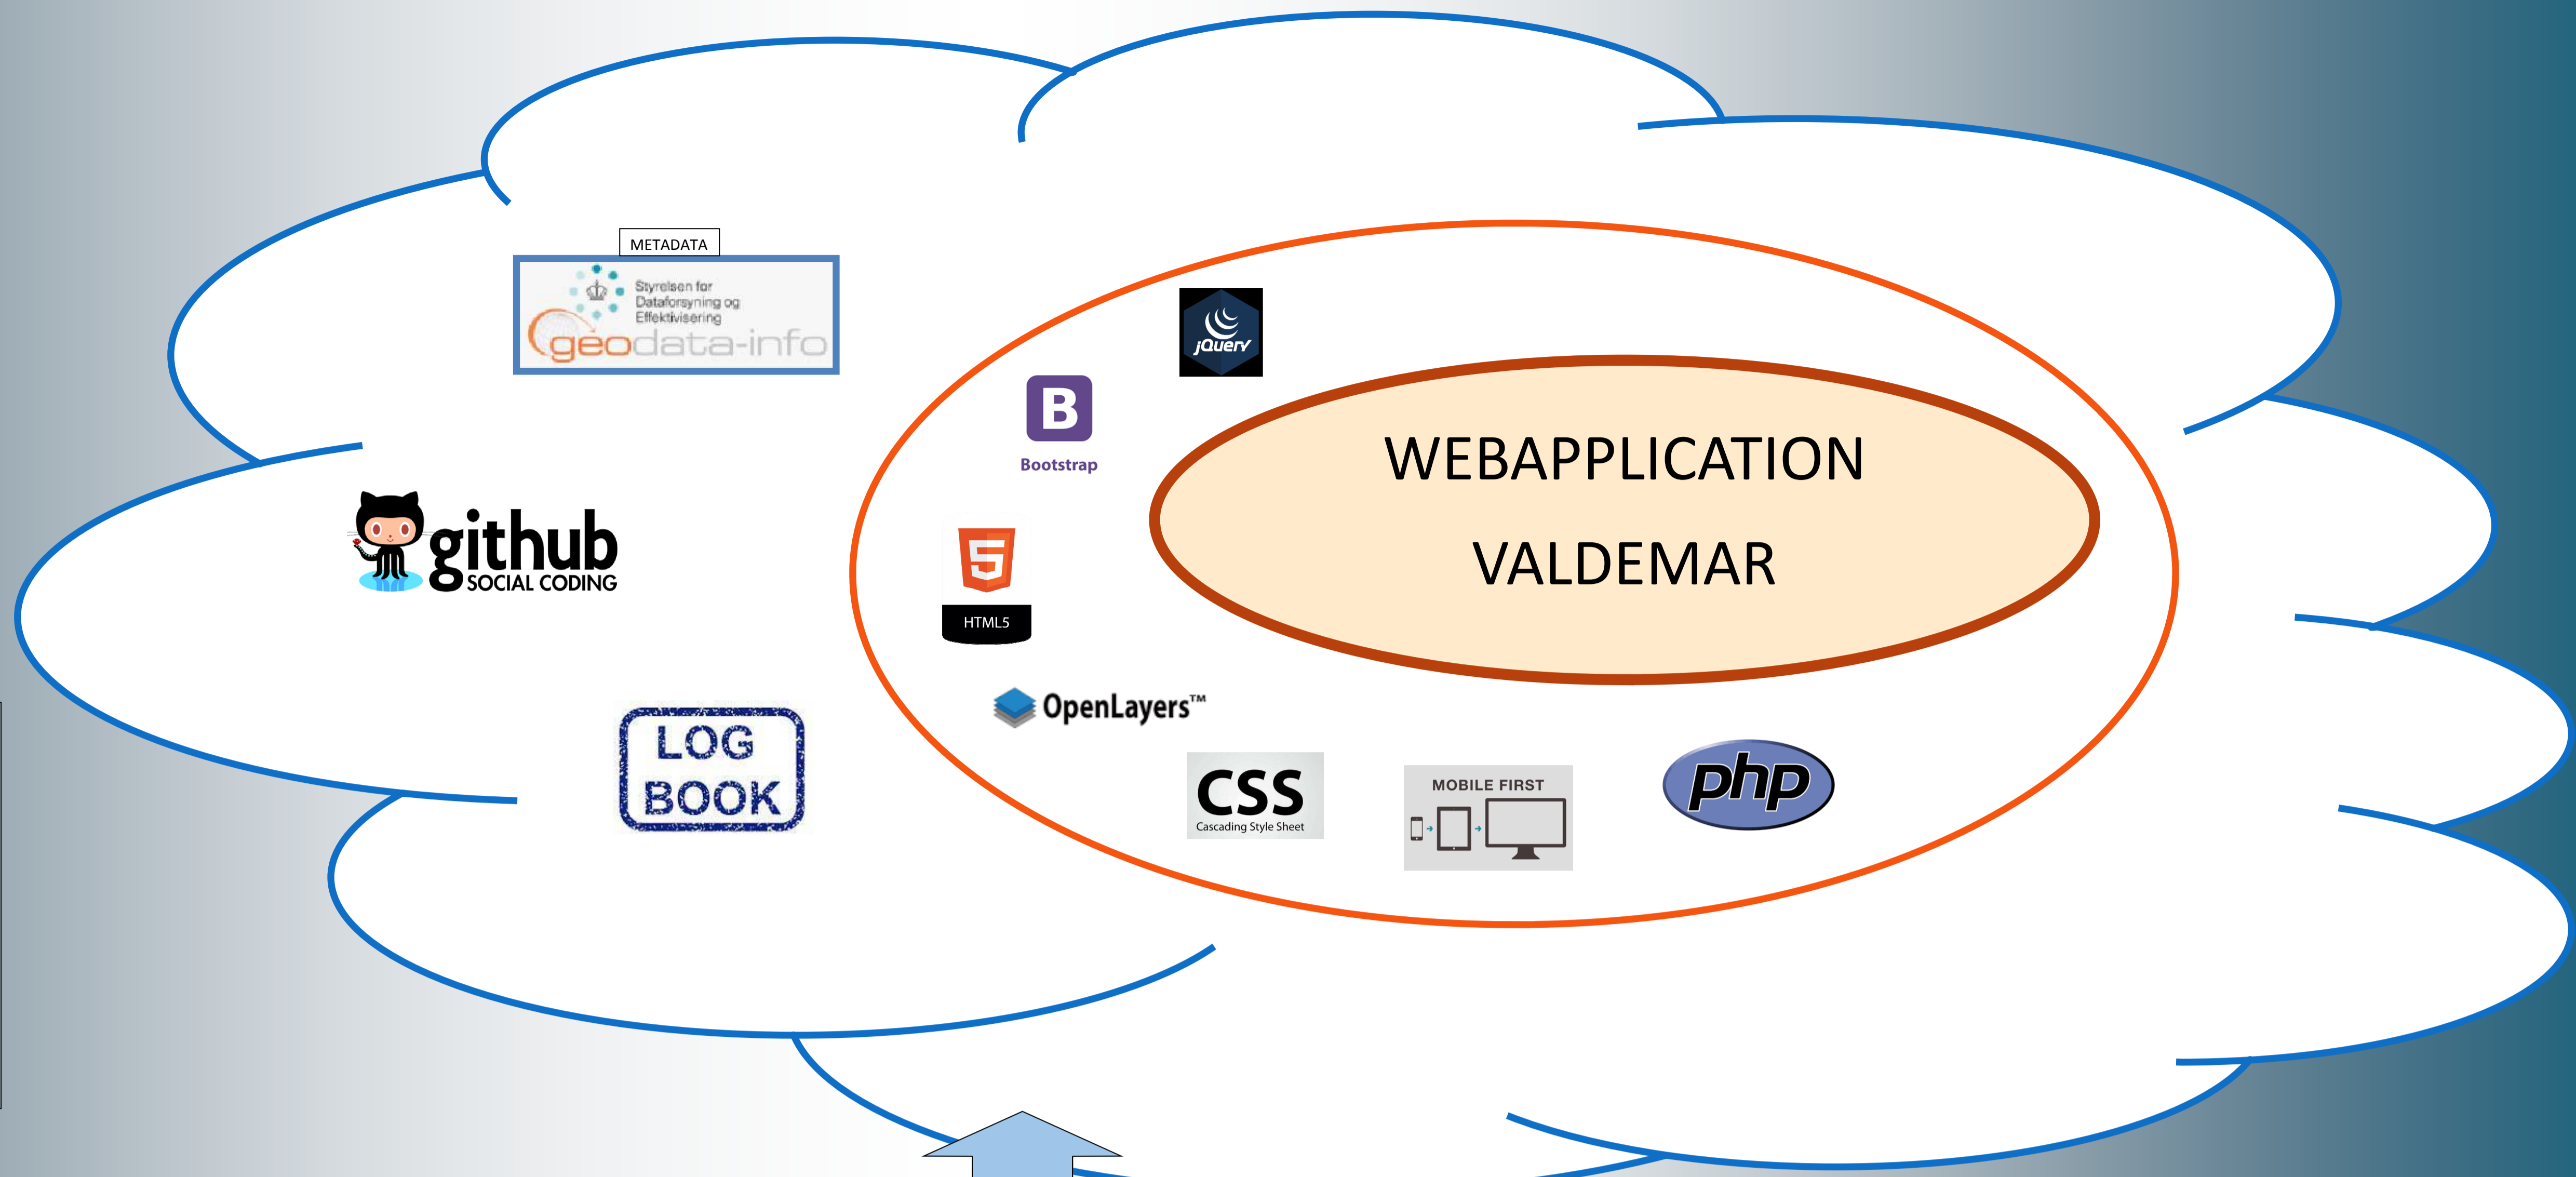 METADATA
Styrelsen for
Dataforsyning og
Effektivisering
geodata-info
jQuery
B
Bootstrap
WEBAPPLICATION
VALDEMAR
github
SOCIAL CODING
5
HTML5
OpenLayers™
LOG
BOOK
CSS
Cascading Style Sheet
MOBILE FIRST
php